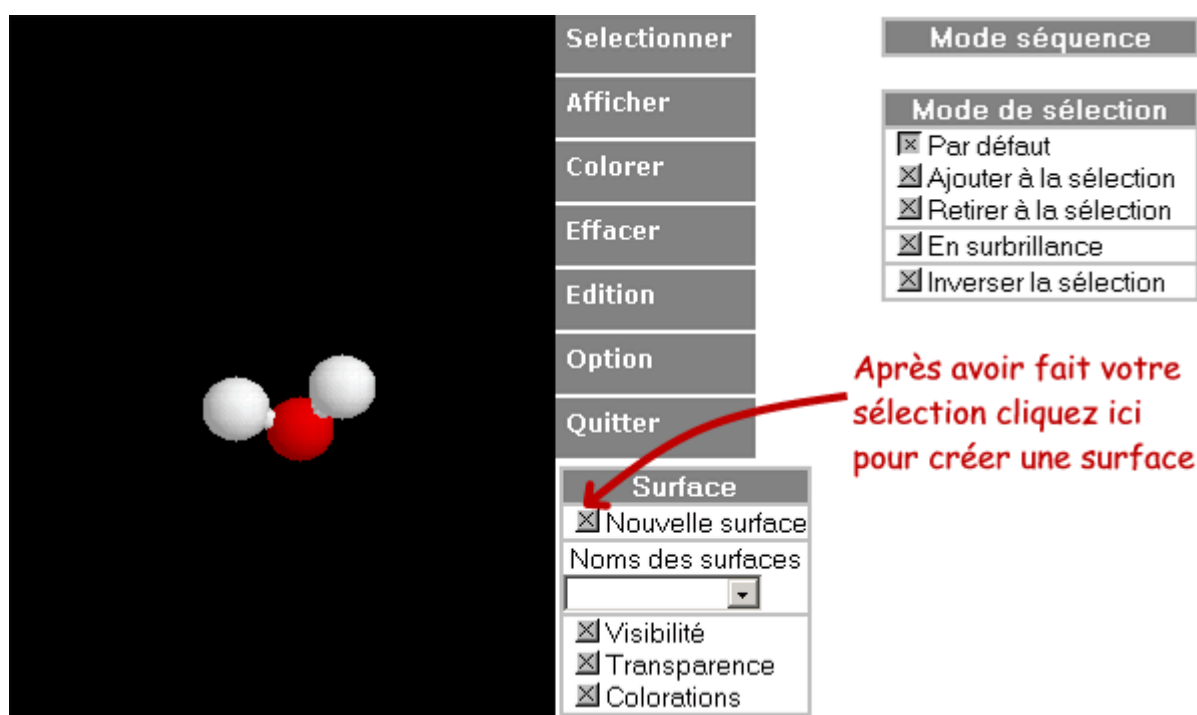 Selectionner
Afficher
Colorer
Effacer
Edition
Option
Quitter
Surface
Nouvelle surface
Noms des surfaces
Visibilité
Transparence
Colorations
Mode séquence
Mode de sélection
Par défaut
Ajouter à la sélection
Retirer à la sélection
En surbrillance
Inverser la sélection
Après avoir fait votre
sélection cliquez ici
pour créer une surface